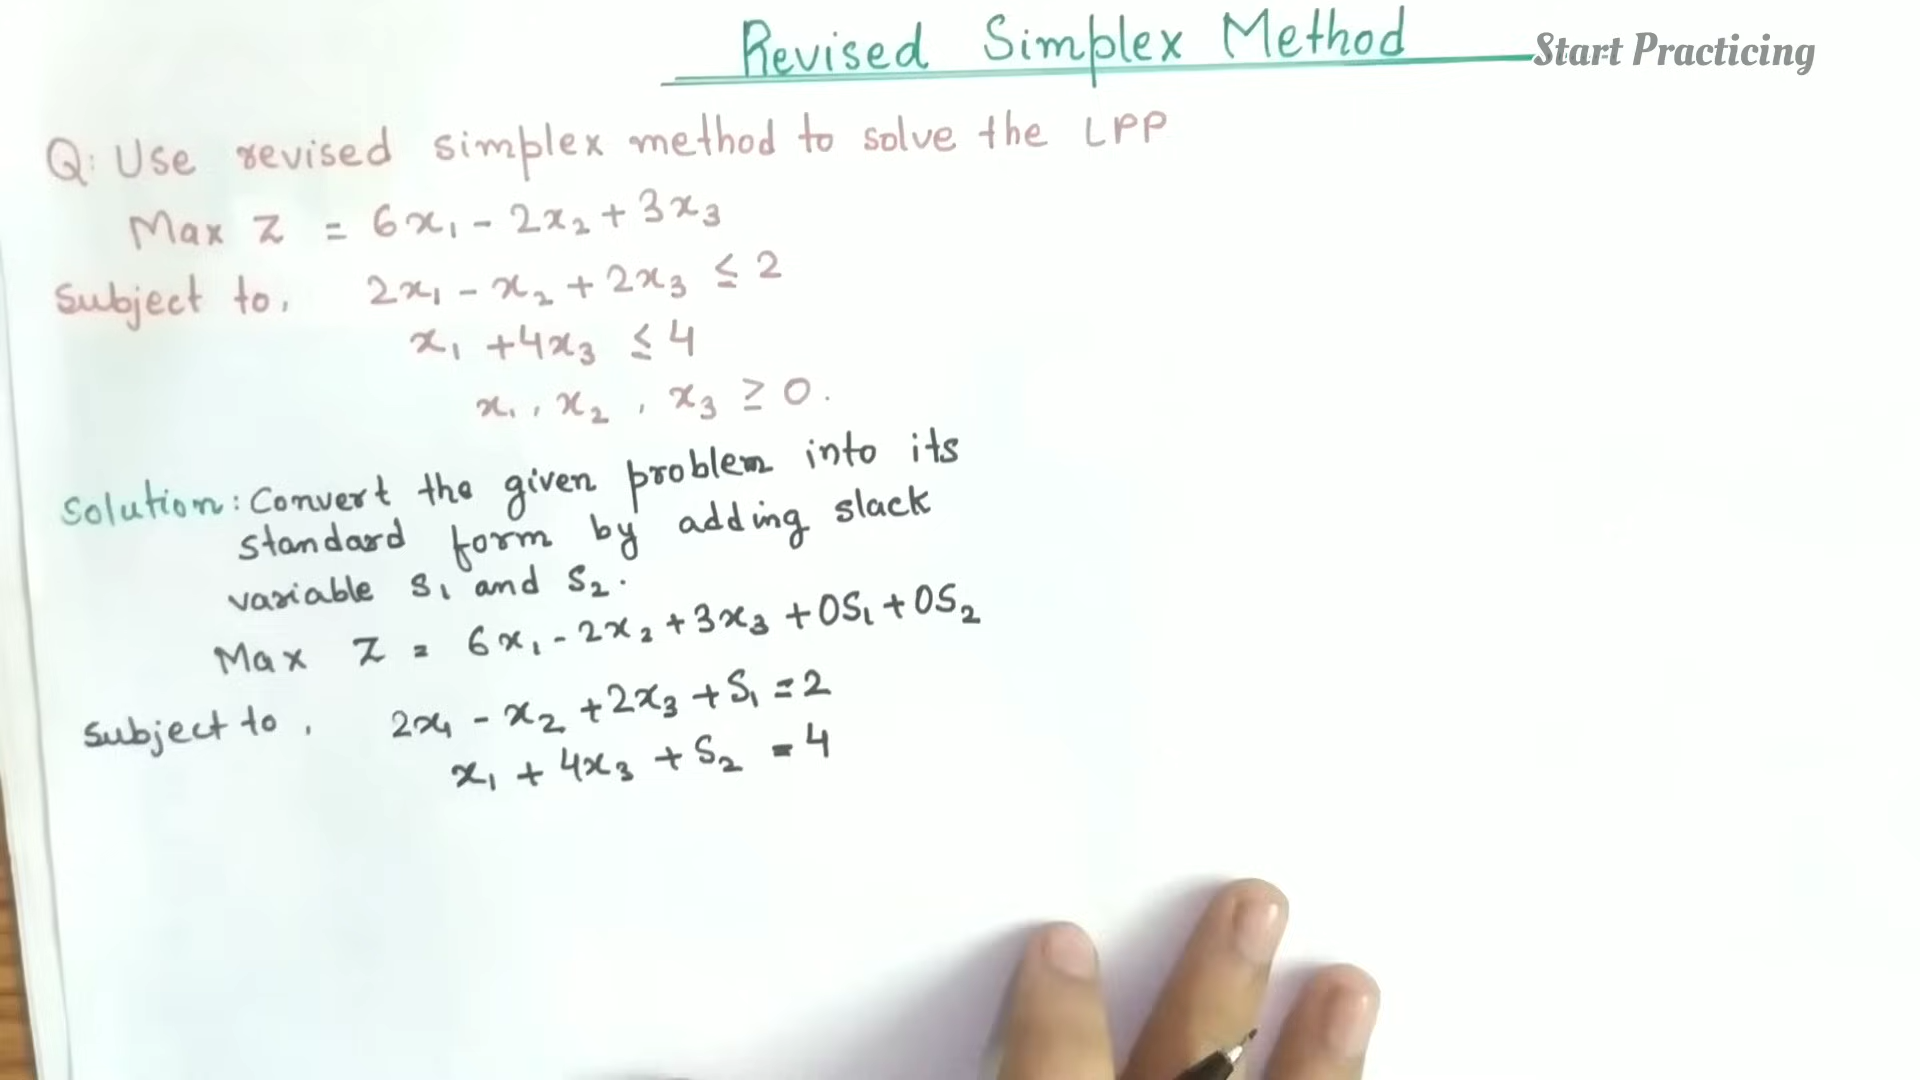 Revised Simplex Method
Start Practicing
Q: Use revised simplex method to solve the LPP
Max Z = 6x₁ - 2x₂ + 3x₃
Subject to, 2x₁ - x₂ + 2x₃ ≤ 2
x₁ + 4x₃ ≤ 4
x₁, x₂, x₃ ≥ 0.
Solution: Convert the given problem into its
standard form by adding slack
variable S₁ and S₂.
Max Z = 6x₁ - 2x₂ + 3x₃ + 0S₁ + 0S₂
Subject to, 2x₁ - x₂ + 2x₃ + S₁ = 2
x₁ + 4x₃ + S₂ = 4